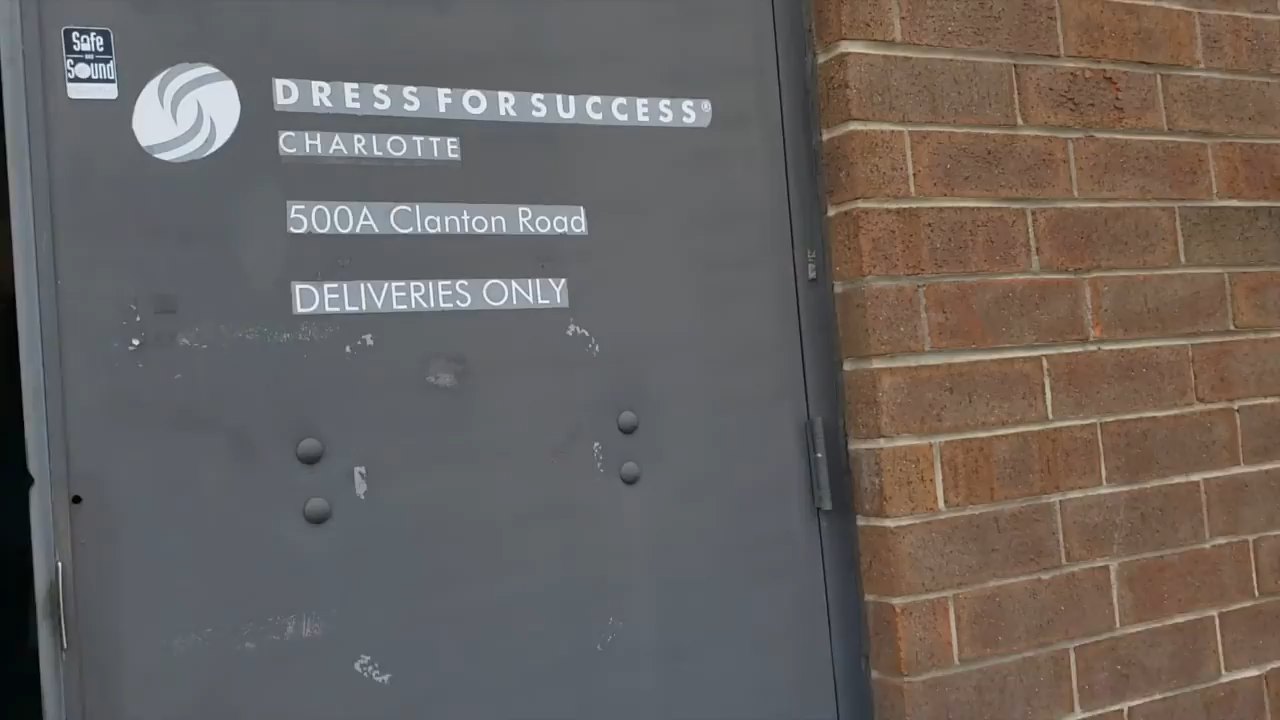 Safe
and
Sound
DRESS FOR SUCCESS®
CHARLOTTE
500A Clanton Road
DELIVERIES ONLY